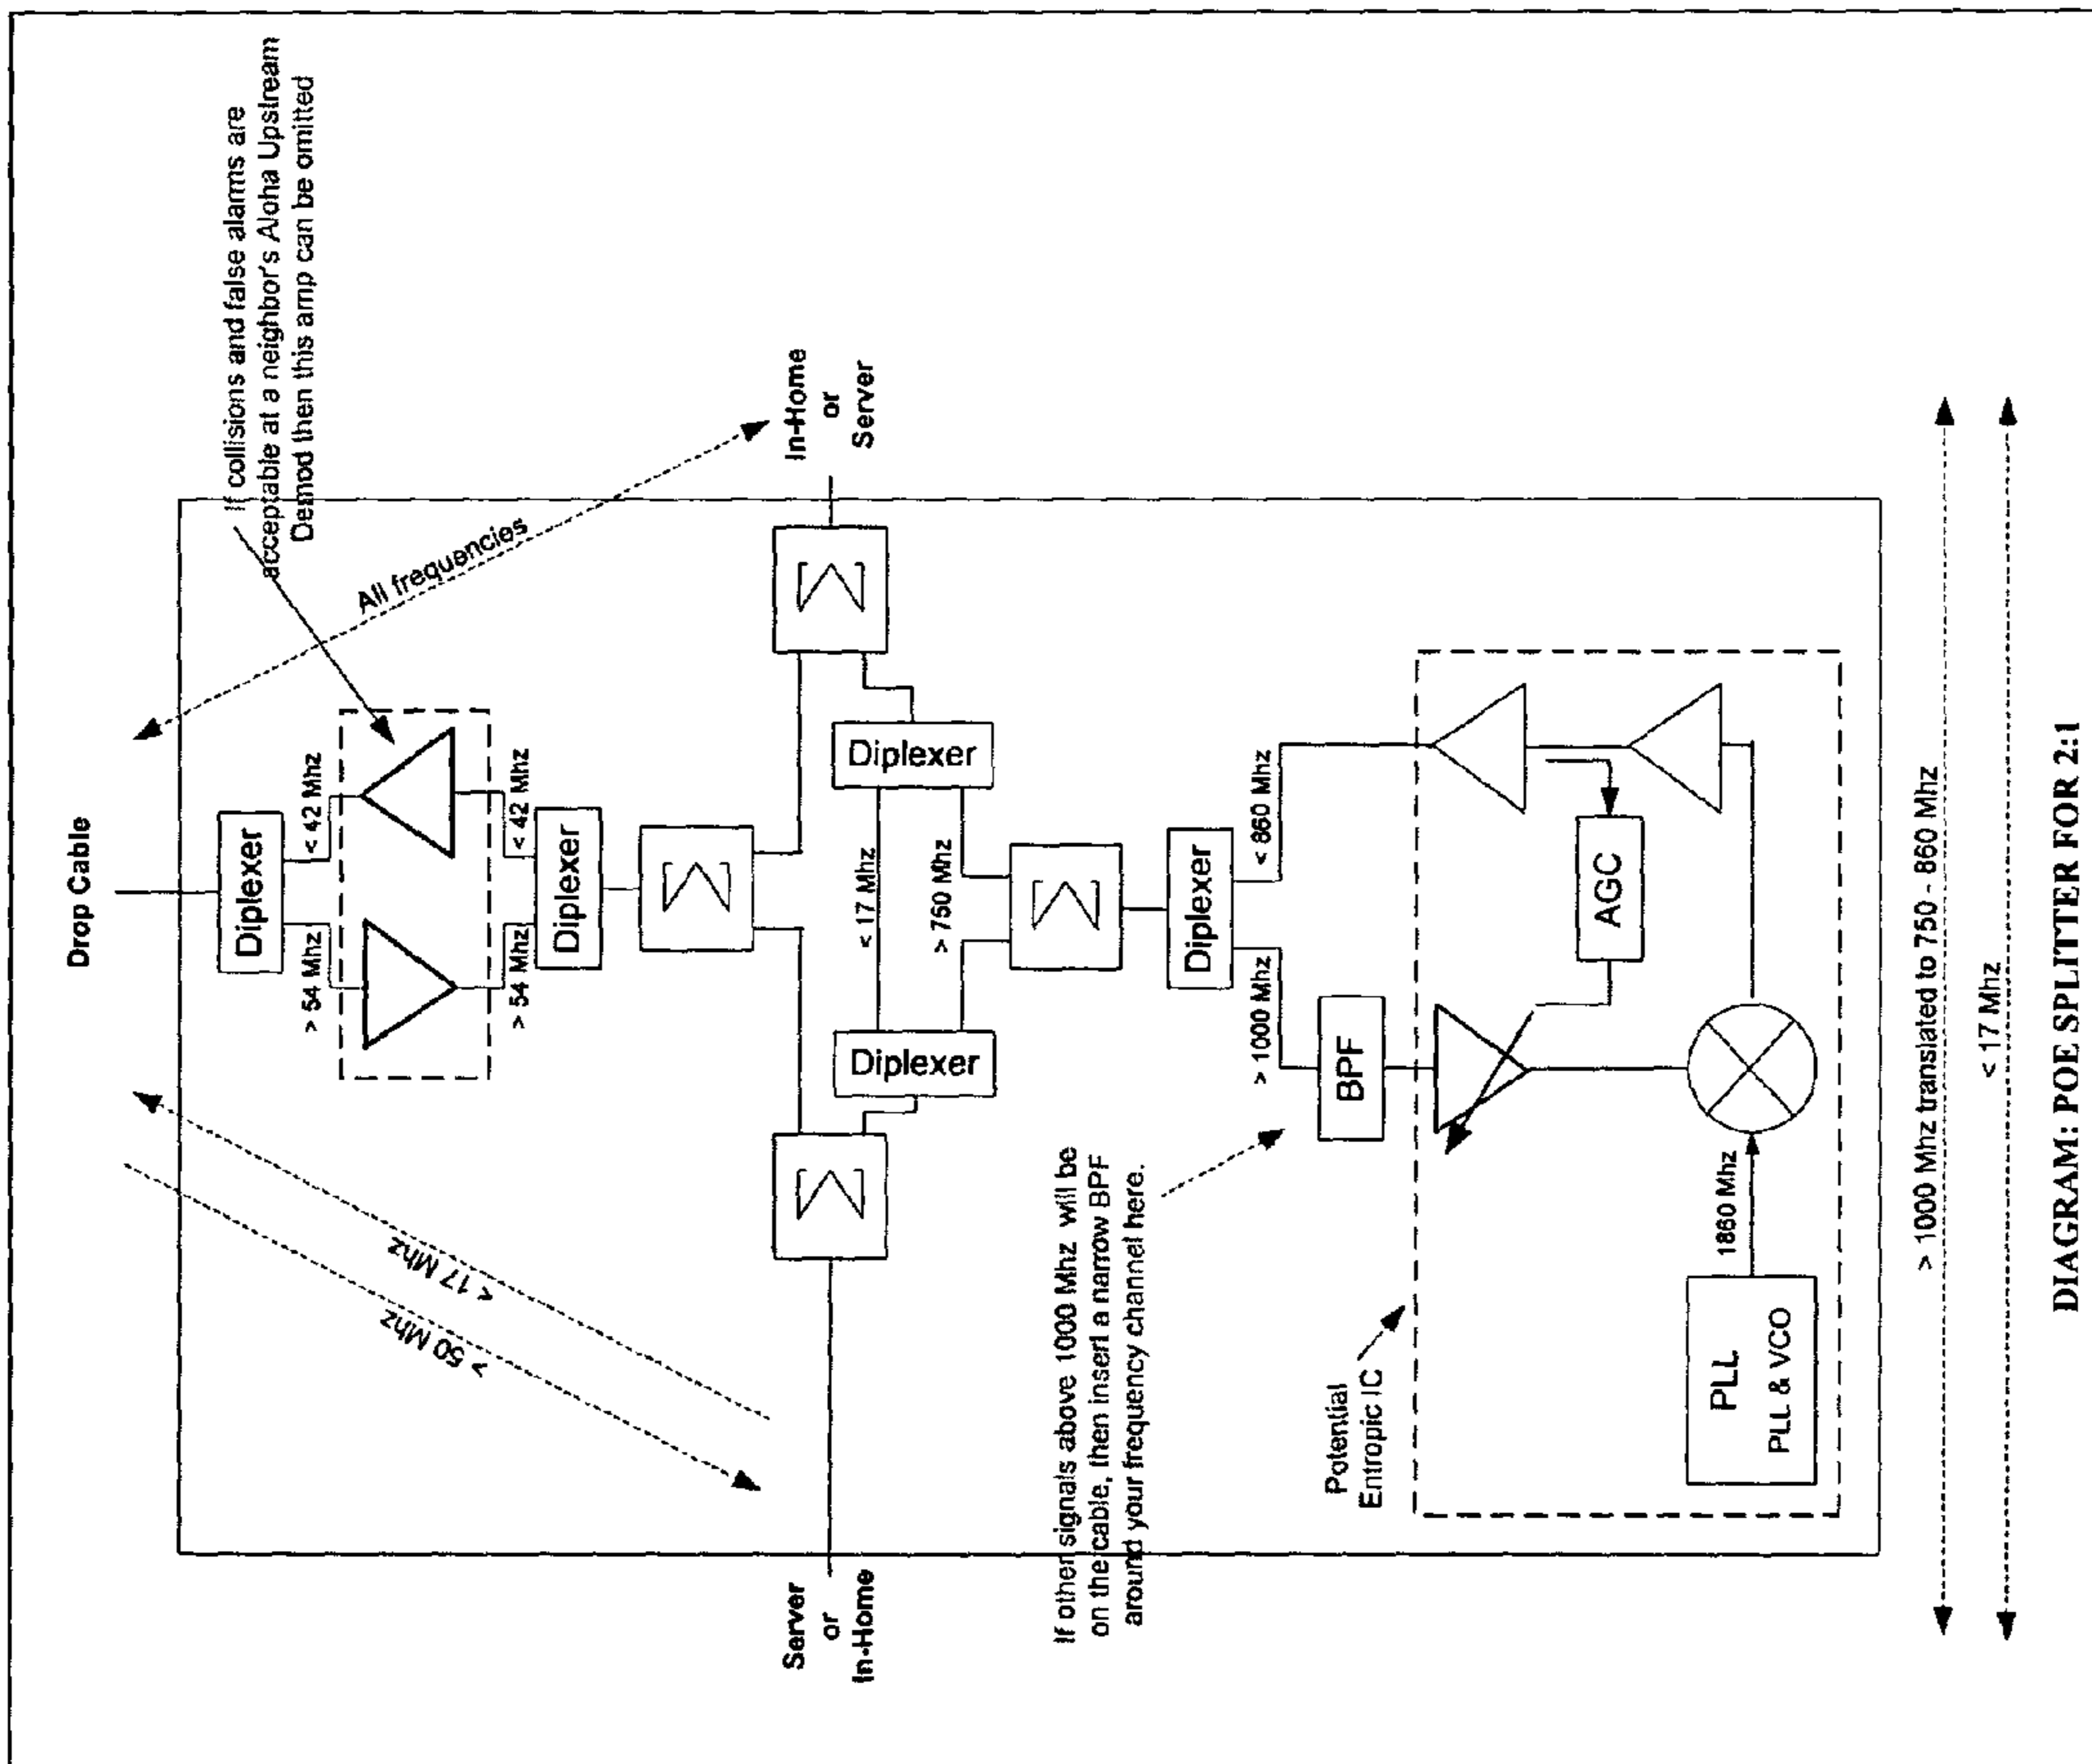 Drop Cable
If collisions and false alarms are
acceptable at a neighbor's Aloha Upstream
Demod then this amp can be omitted
Diplexer
> 54 Mhz
< 42 Mhz
> 54 Mhz
< 42 Mhz
Diplexer
All frequencies
> 50 Mhz
< 17 Mhz
Σ
Server
or
In-Home
Σ
Σ
In-Home
or
Server
Diplexer
< 17 Mhz
> 750 Mhz
Diplexer
Σ
If other signals above 1000 Mhz will be
on the cable, then insert a narrow BPF
around your frequency channel here.
Diplexer
> 1000 Mhz
< 860 Mhz
BPF
Potential
Entropic IC
AGC
PLL
PLL & VCO
1860 Mhz
> 1000 Mhz translated to 750 - 860 Mhz
< 17 Mhz
DIAGRAM: POE SPLITTER FOR 2:1